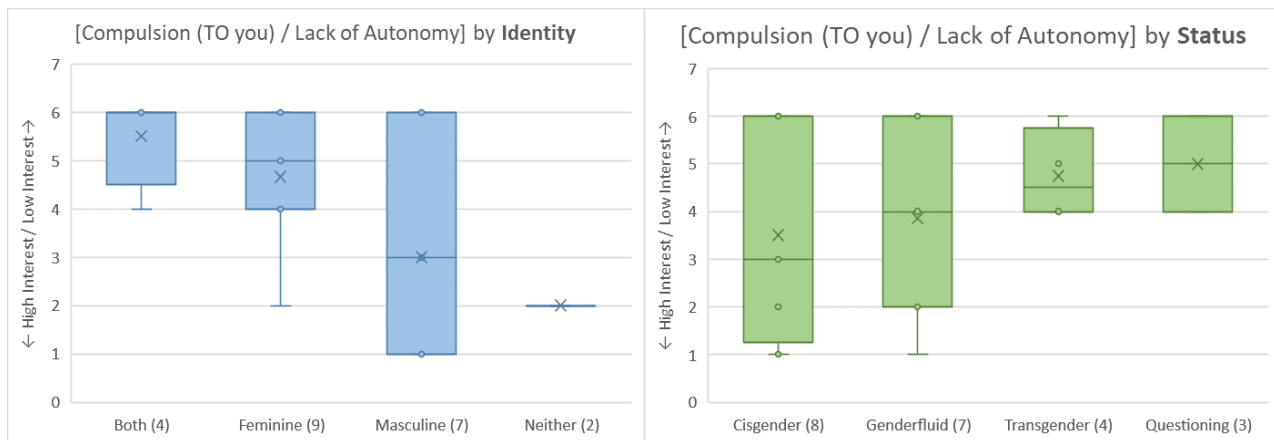 [Compulsion (TO you) / Lack of Autonomy] by Identity
7
6
5
4
3
2
1
0
← High Interest / Low Interest →
Both (4) Feminine (9) Masculine (7) Neither (2)
[Compulsion (TO you) / Lack of Autonomy] by Status
7
6
5
4
3
2
1
0
← High Interest / Low Interest →
Cisgender (8) Genderfluid (7) Transgender (4) Questioning (3)